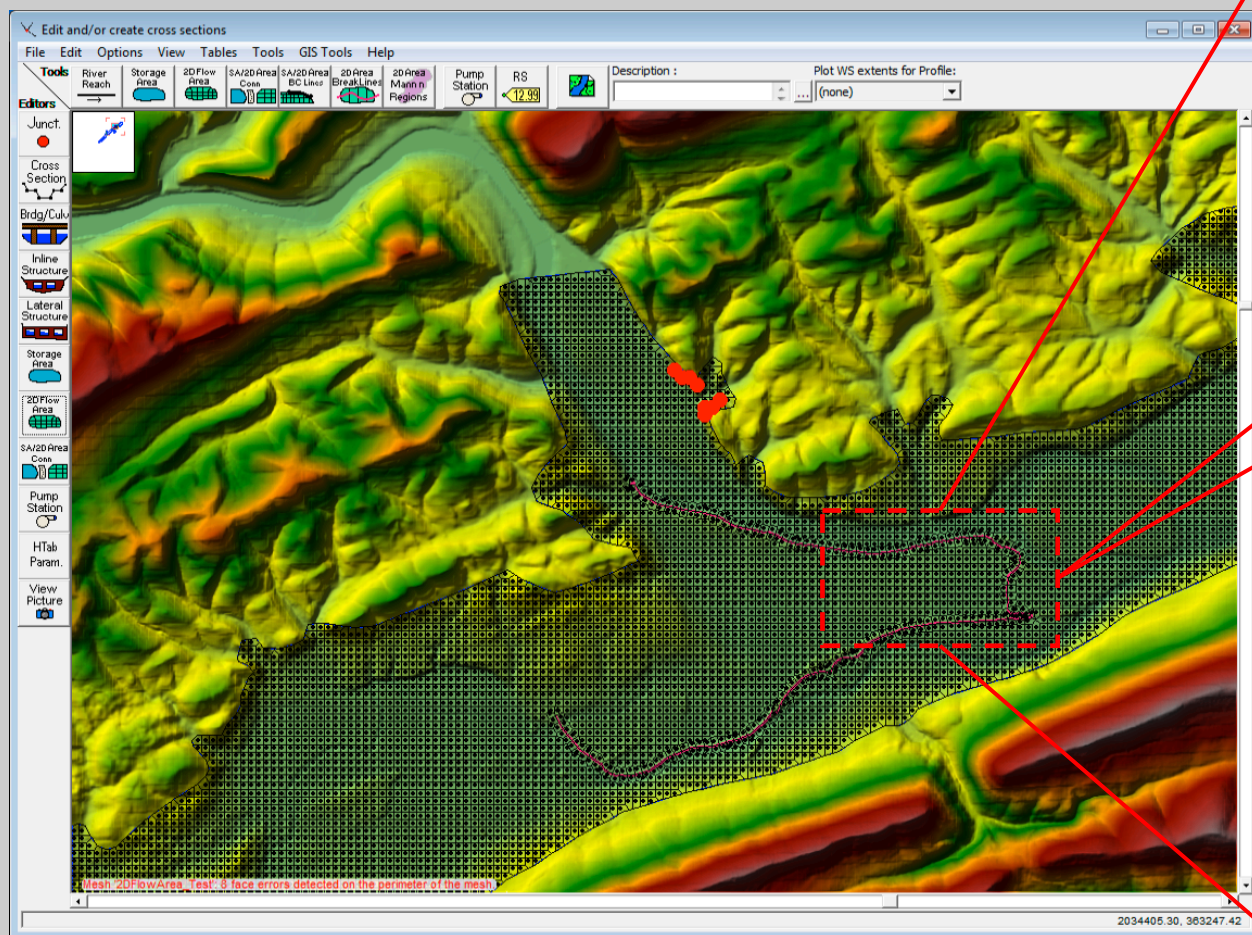 Edit and/or create cross sections
File Edit Options View Tables Tools GIS Tools Help
Tools
Editors
River
Reach
Storage
Area
2D Flow
Area
SA/2D Area
Conn
SA/2D Area
BC Lines
2D Area
BreakLines
2D Area
Mann n
Regions
Pump
Station
RS
12.99
Description :
...
Plot WS extents for Profile:
(none)
Junct.
Cross
Section
Brdg/Culv
Inline
Structure
Lateral
Structure
Storage
Area
2D Flow
Area
SA/2D Area
Conn
Pump
Station
HTab
Param.
View
Picture
Mesh '2DFlowArea_Test': 8 face errors detected on the perimeter of the mesh.
2034405.30, 363247.42